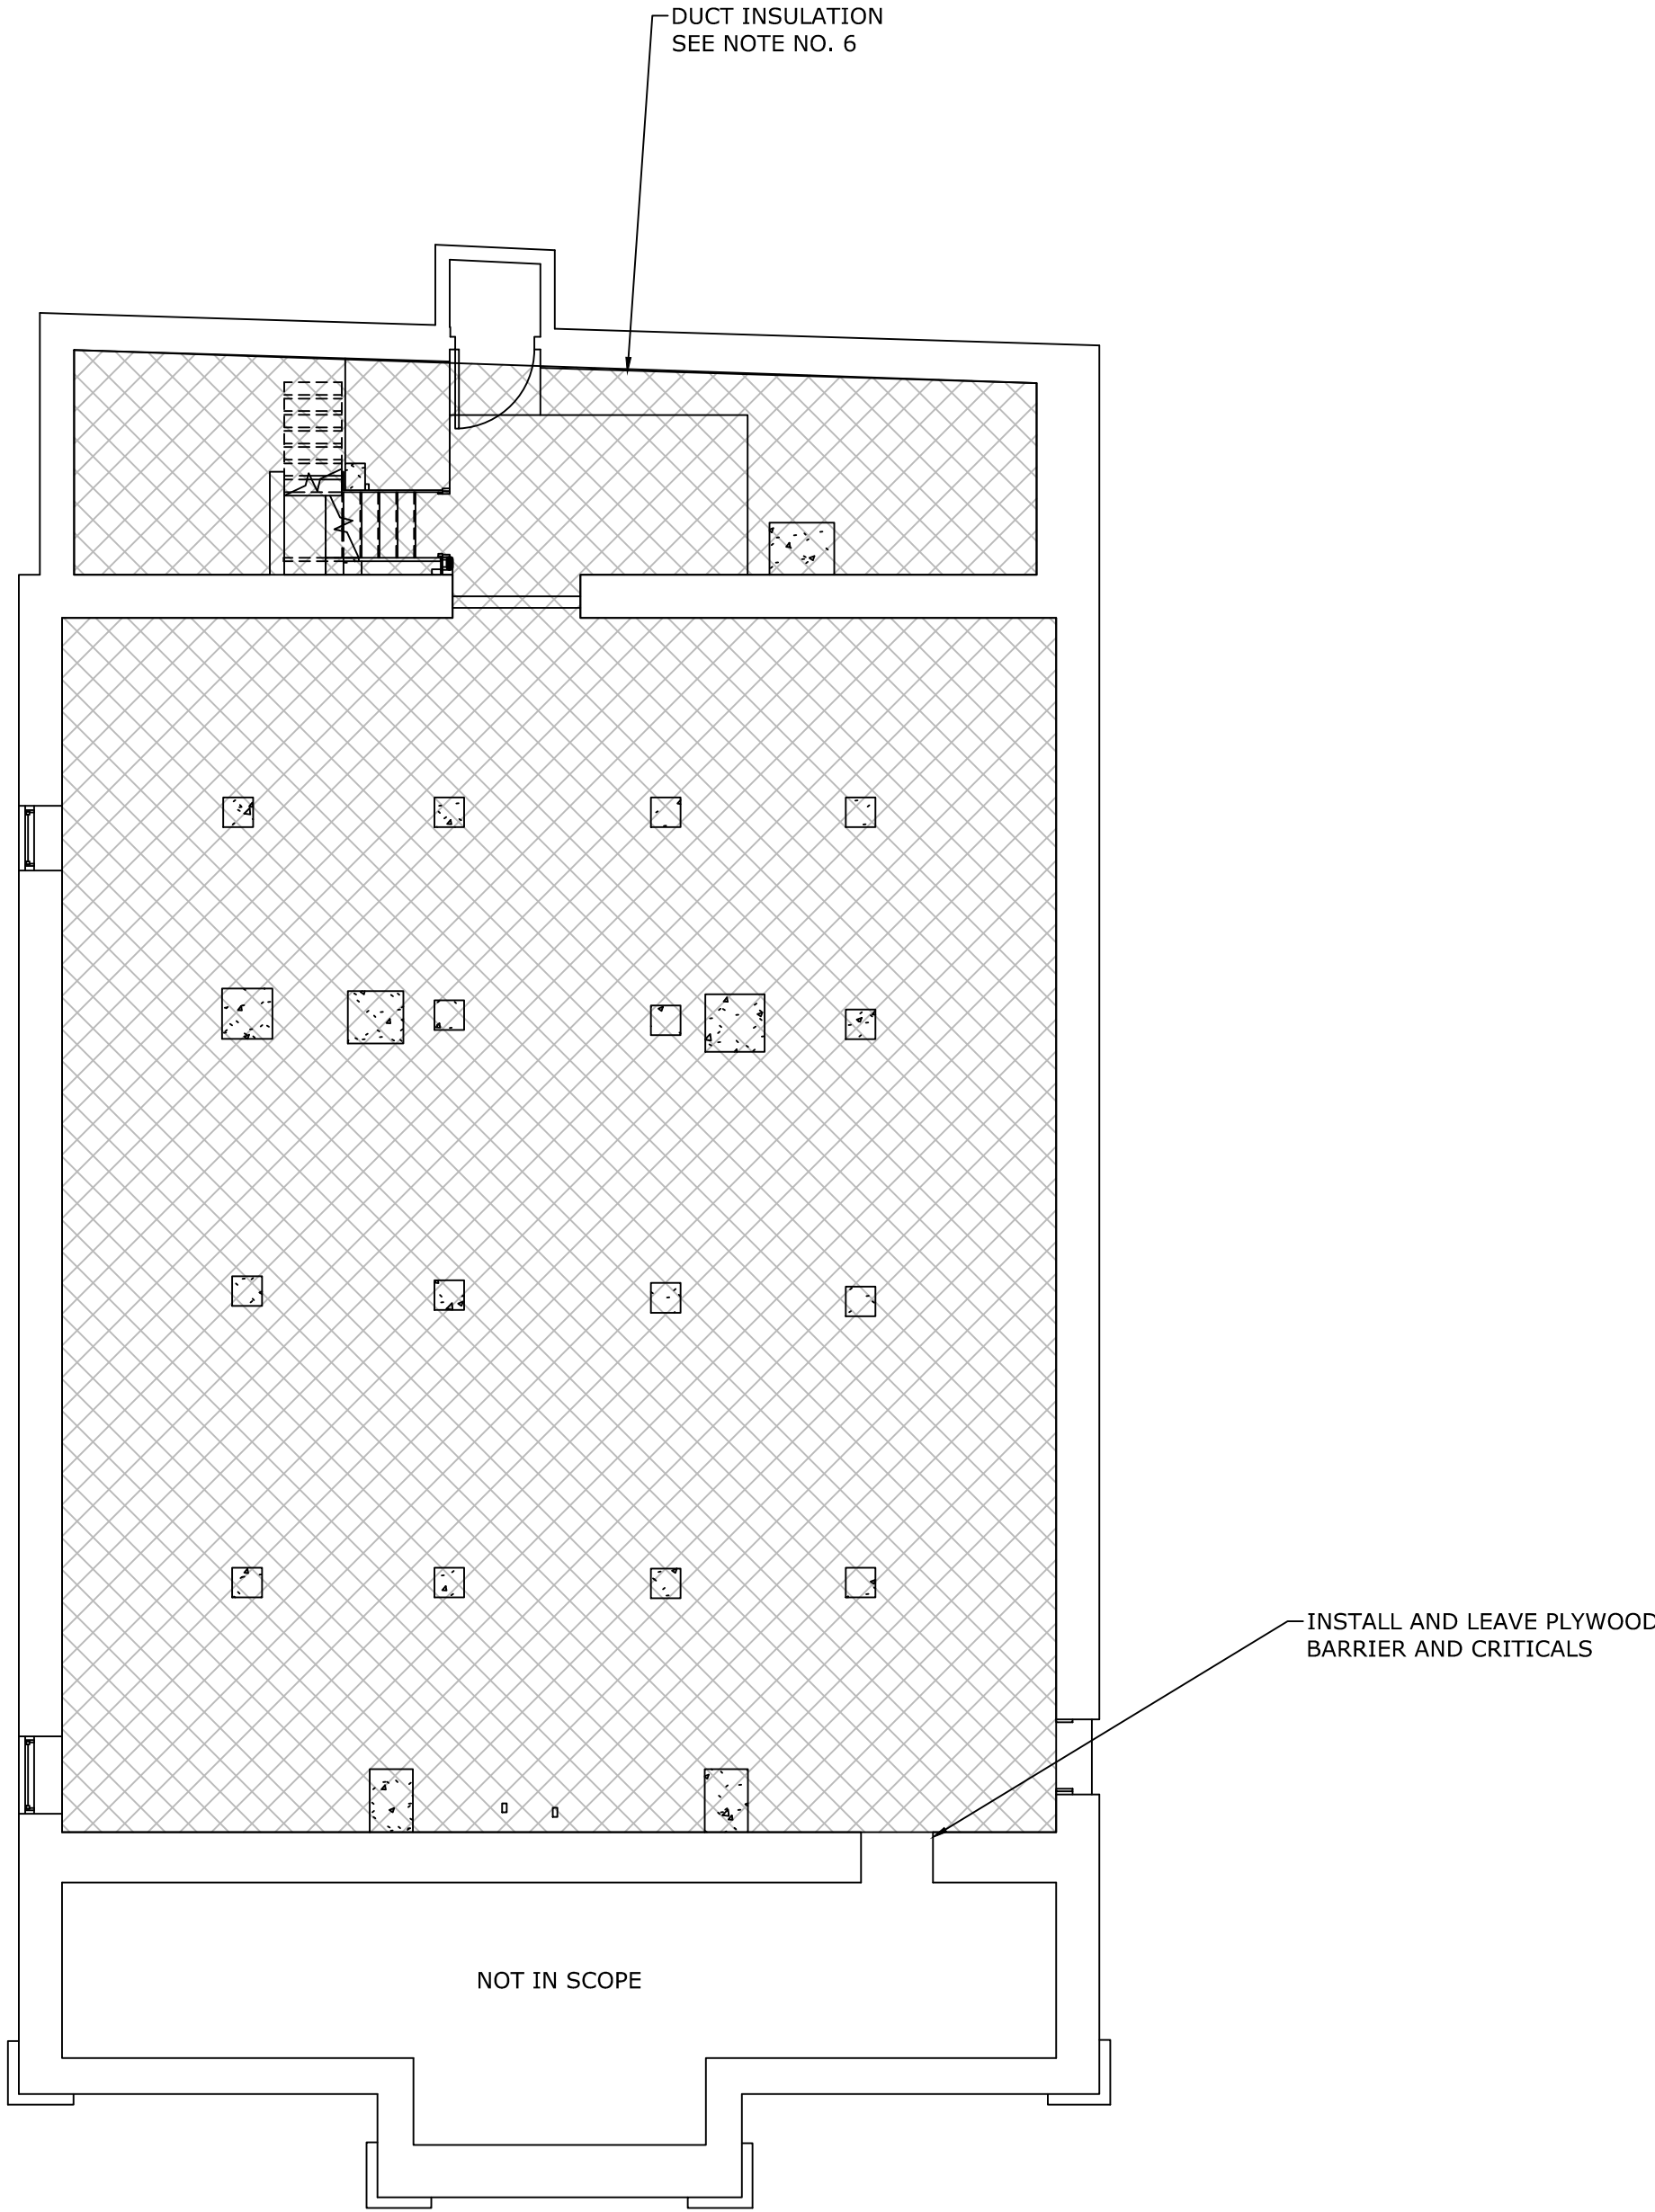 DUCT INSULATION
SEE NOTE NO. 6
INSTALL AND LEAVE PLYWOOD
BARRIER AND CRITICALS
NOT IN SCOPE